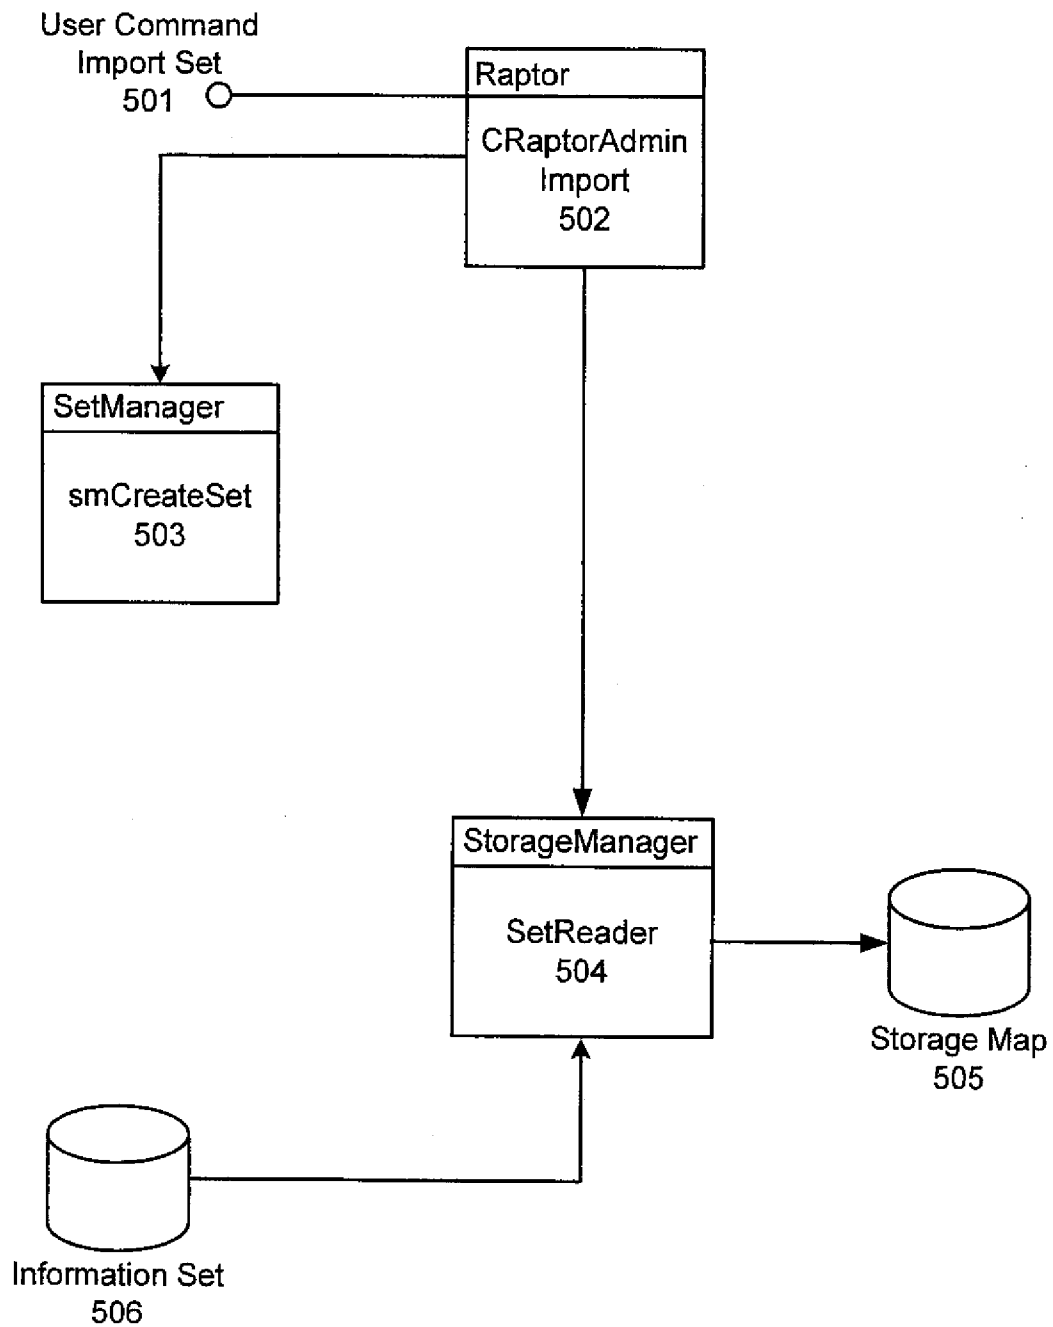 User Command
Import Set
501
Raptor
CRaptorAdmin
Import
502
SetManager
smCreateSet
503
StorageManager
SetReader
504
Storage Map
505
Information Set
506